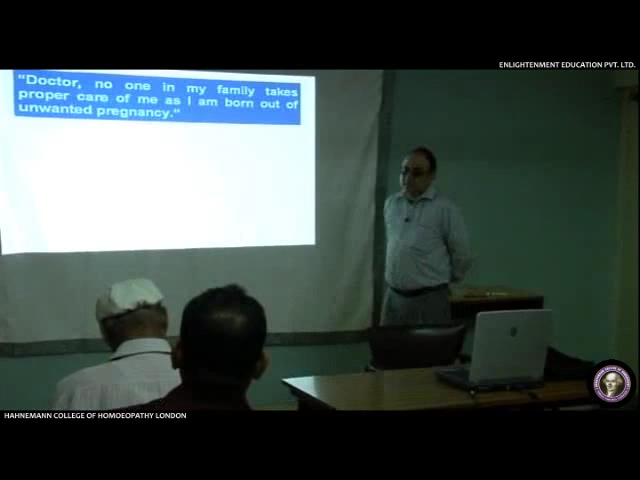 ENLIGHTENMENT EDUCATION PVT. LTD.
"Doctor, no one in my family takes
proper care of me as I am born out of
unwanted pregnancy."
HAHNEMANN COLLEGE OF HOMOEOPATHY LONDON